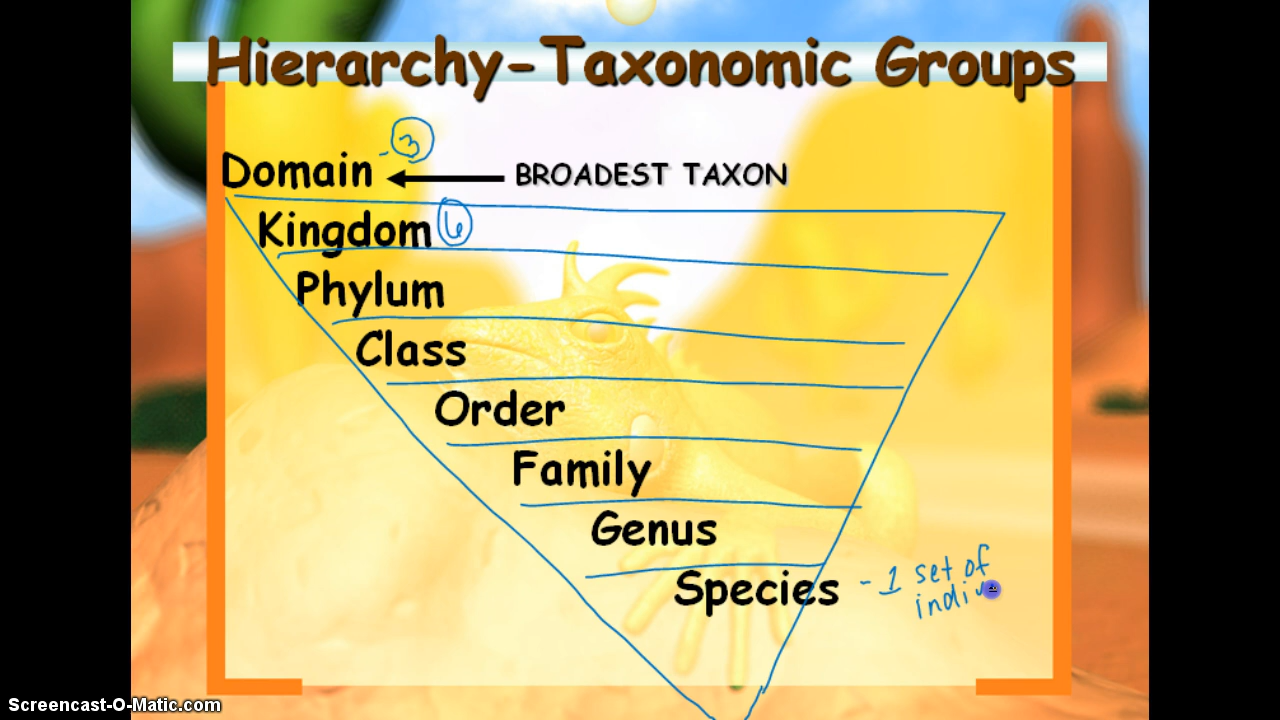 Hierarchy-Taxonomic Groups
- 3
Domain
BROADEST TAXON
Kingdom 6
Phylum
Class
Order
Family
Genus
Species - 1 set of
indiv
Screencast-O-Matic.com